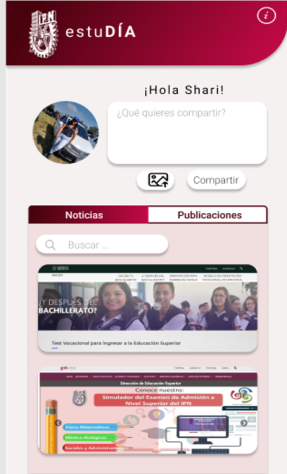 IPN
estuDÍA
i
¡Hola Shari!
¿Qué quieres compartir?
Compartir
Noticias
Publicaciones
Buscar ...
¿Y DESPUÉS DEL
BACHILLERATO?
Test Vocacional para ingresar a la Educación Superior
Dirección de Educación Superior
Conoce nuestro:
Simulador del Examen de Admisión a
Nivel Superior del IPN
Físico Matemáticas
Médico Biológicas
Sociales y Administrativas